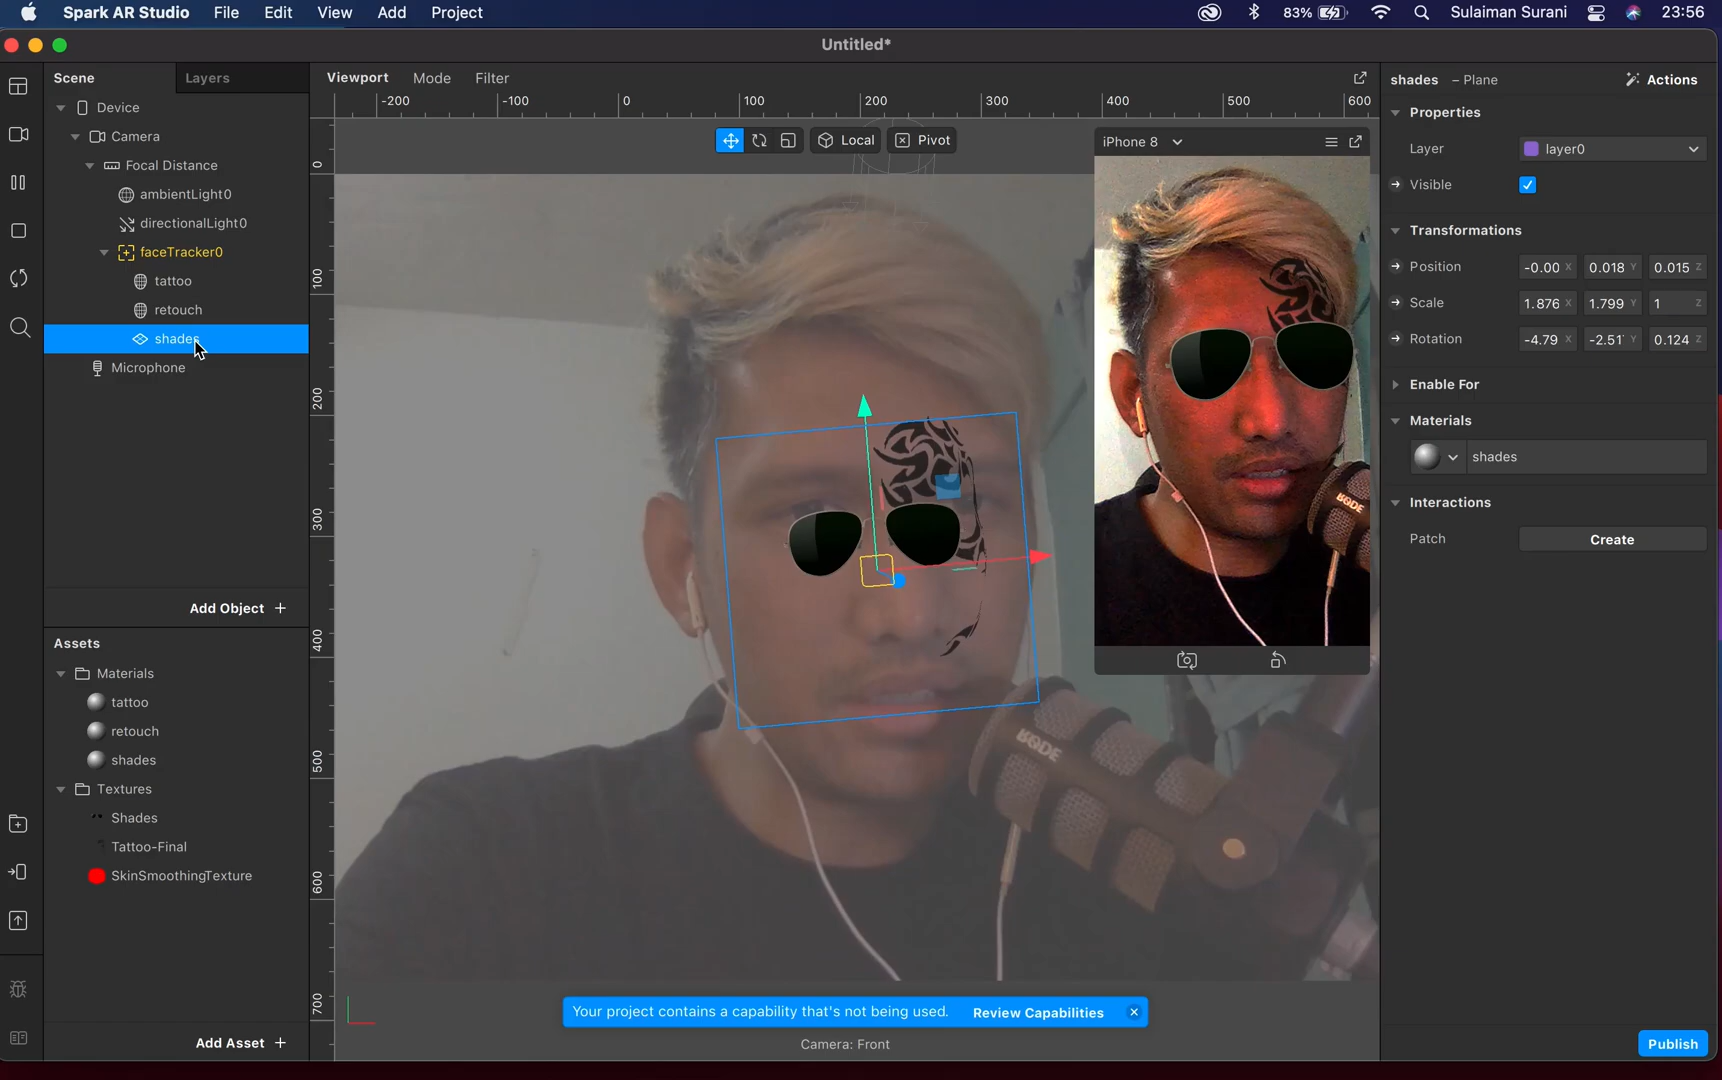 Spark AR Studio File Edit View Add Project 83% Sulaiman Surani 23:56
Untitled*
Scene Layers
Device
Camera
Focal Distance
ambientLight0
directionalLight0
faceTracker0
tattoo
retouch
shades
Microphone
Add Object +
Assets
Materials
tattoo
retouch
shades
Textures
Shades
Tattoo-Final
SkinSmoothingTexture
Add Asset +
Viewport Mode Filter
-200 -100 0 100 200 300 400 500 600
0
100
200
300
400
500
600
700
Local Pivot
iPhone 8
RØDE
RØDE
Your project contains a capability that's not being used. Review Capabilities
Camera: Front
shades – Plane Actions
Properties
Layer layer0
Visible
Transformations
Position -0.00 X 0.018 Y 0.015 Z
Scale 1.876 X 1.799 Y 1 Z
Rotation -4.79 X -2.51 Y 0.124 Z
Enable For
Materials
shades
Interactions
Patch Create
Publish